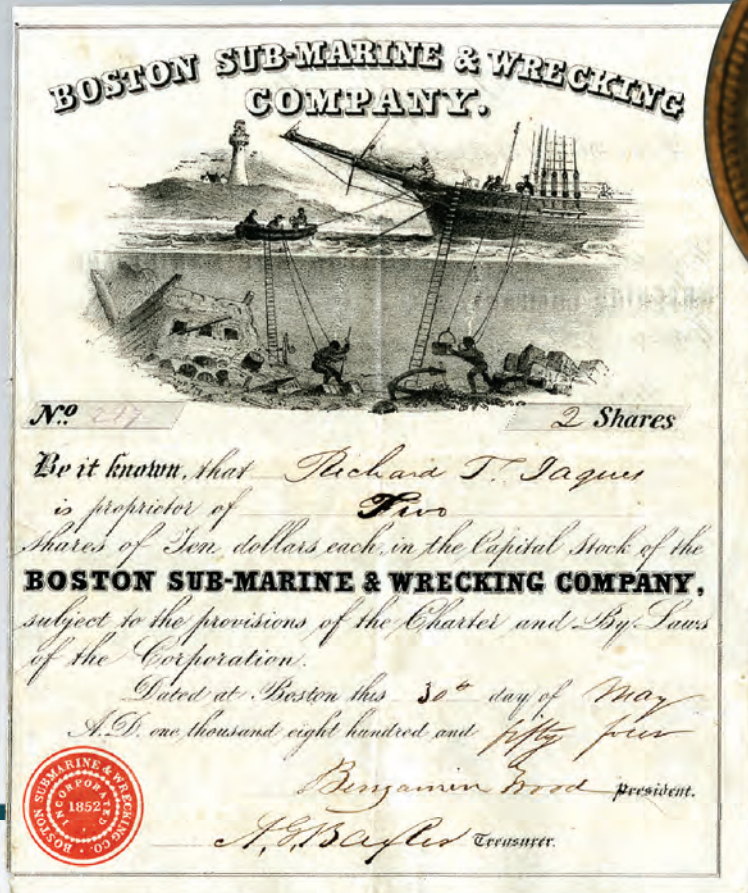 BOSTON SUB-MARINE & WRECKING
COMPANY.
No. 247
2 Shares
Be it known, that Richard T. Jaques
is proprietor of Two
shares of Ten dollars each, in the Capital Stock of the
BOSTON SUB-MARINE & WRECKING COMPANY,
subject to the provisions of the Charter and By-Laws
of the Corporation.
Dated at Boston this 30th day of May
A.D. one thousand eight hundred and fifty four
Benjamin Wood President.
Treasurer.
BOSTON SUBMARINE & WRECKING CO.
INCORPORATED
1852